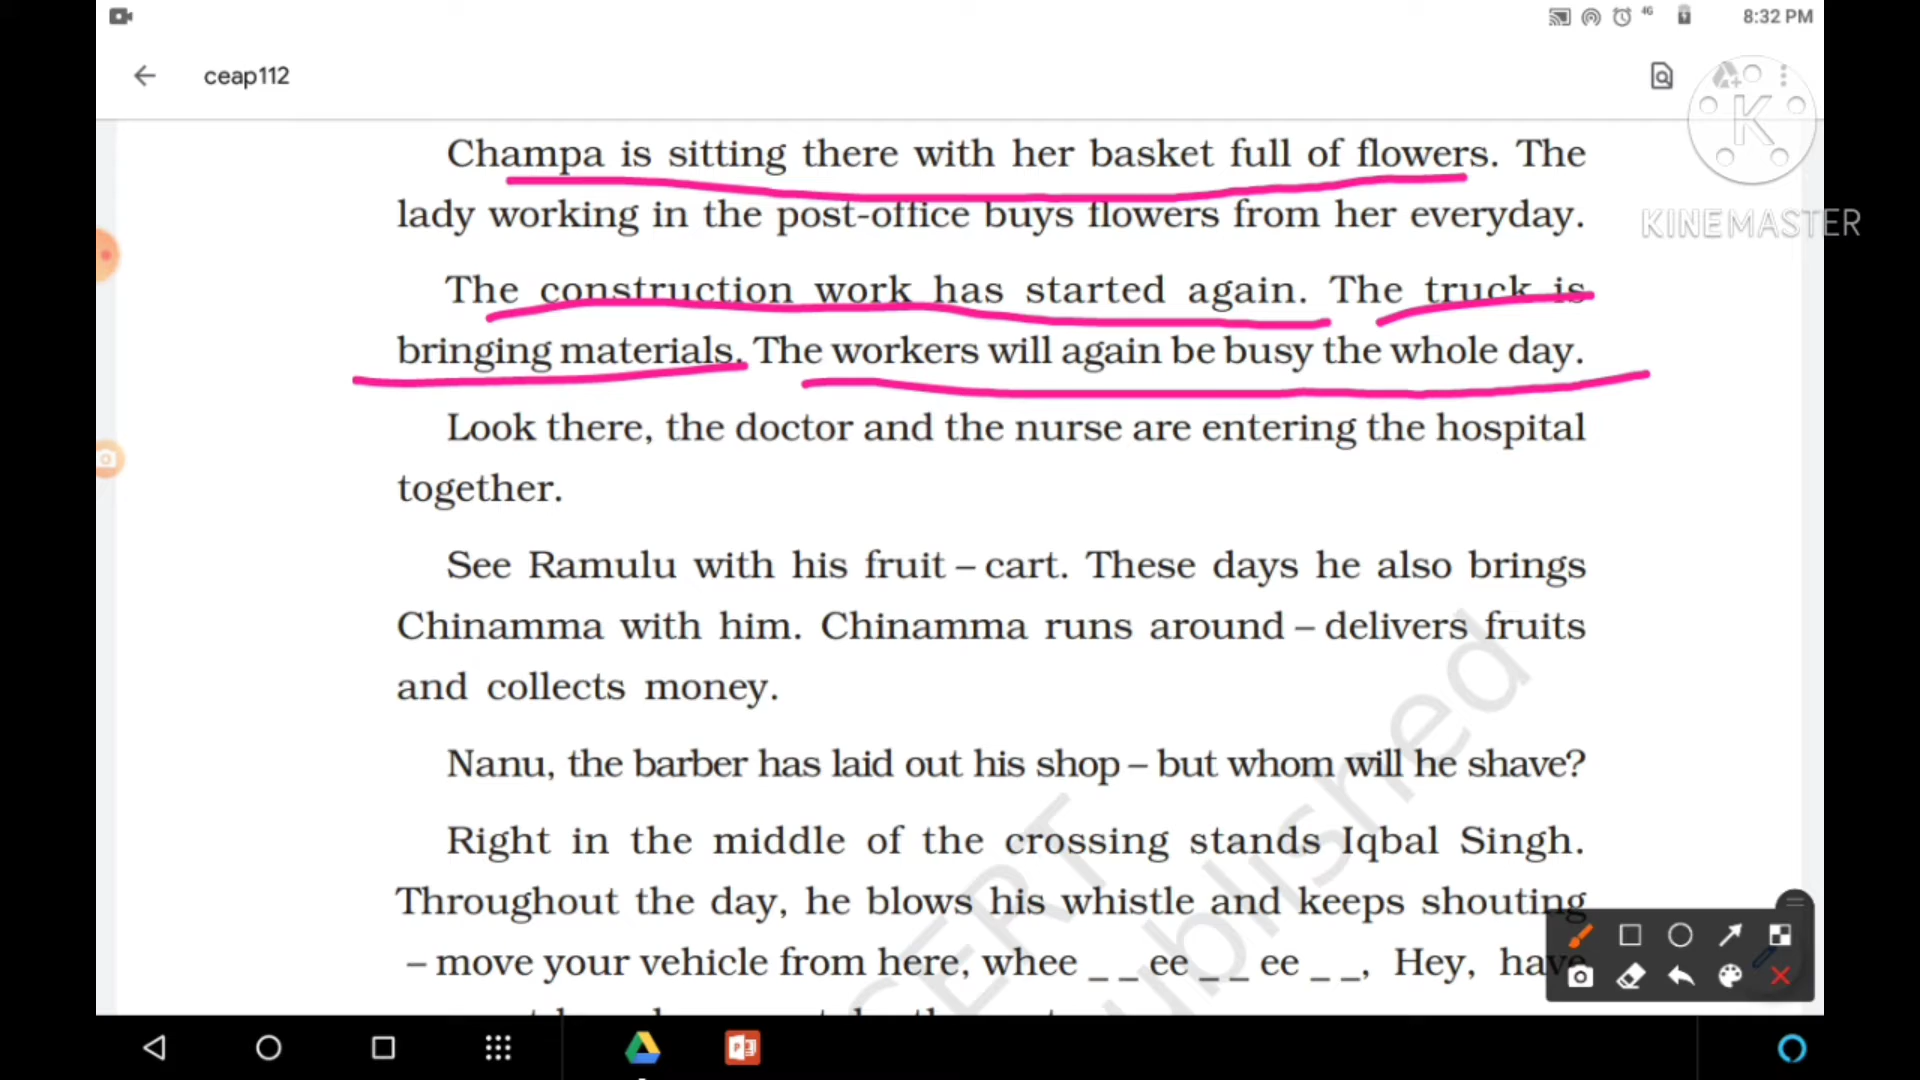 4G 8:32 PM
ceap112
Champa is sitting there with her basket full of flowers. The
lady working in the post-office buys flowers from her everyday.
KINEMASTER
The construction work has started again. The truck is
bringing materials. The workers will again be busy the whole day.
Look there, the doctor and the nurse are entering the hospital
together.
See Ramulu with his fruit – cart. These days he also brings
Chinamma with him. Chinamma runs around – delivers fruits
and collects money.
Nanu, the barber has laid out his shop – but whom will he shave?
Right in the middle of the crossing stands Iqbal Singh.
Throughout the day, he blows his whistle and keeps shouting
– move your vehicle from here, whee _ _ ee _ _ ee _ _, Hey, have